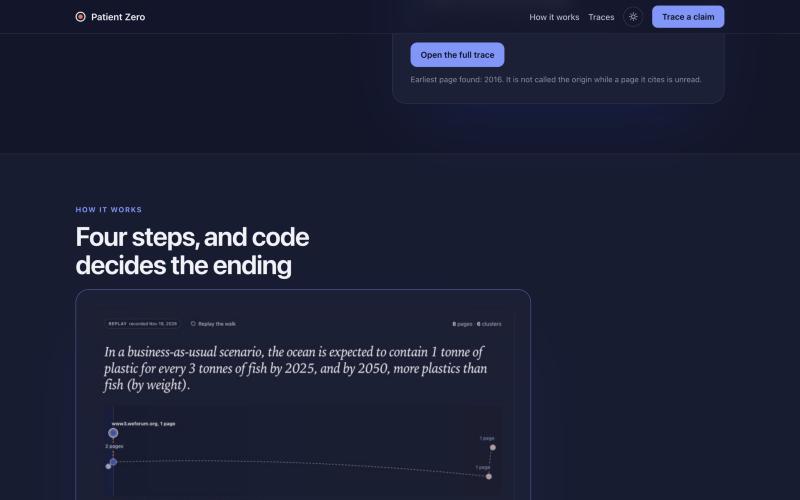 Patient Zero
How it works
Traces
Trace a claim
Open the full trace
Earliest page found: 2016. It is not called the origin while a page it cites is unread.
HOW IT WORKS
Four steps, and code
decides the ending
REPLAY recorded Nov 18, 2026
Replay the walk
8 pages · 6 clusters
In a business-as-usual scenario, the ocean is expected to contain 1 tonne of
plastic for every 3 tonnes of fish by 2025, and by 2050, more plastics than
fish (by weight).
www3.weforum.org, 1 page
2 pages
1 page
1 page